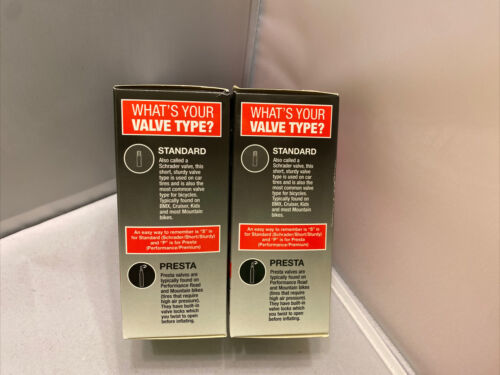 WHAT'S YOUR
VALVE TYPE?
STANDARD
Also called a
Schrader valve, this
short, sturdy valve
type is used on car
tires and is also the
most common valve
type for bicycles.
Typically found on
BMX, Cruiser, Kids
and most Mountain
bikes.
An easy way to remember is "S" is
for Standard (Schrader/Short/Sturdy)
and "P" is for Presta
(Performance/Premium)
PRESTA
Presta valves are
typically found on
Performance Road
and Mountain bikes
(tires that require
high air pressure).
They have built-in
valve locks which you
twist to open
before inflating.
WHAT'S YOUR
VALVE TYPE?
STANDARD
Also called a
Schrader valve, this
short, sturdy valve
type is used on car
tires and is also the
most common valve
type for bicycles.
Typically found on
BMX, Cruiser, Kids
and most Mountain
bikes.
An easy way to remember is "S" is
for Standard (Schrader/Short/Sturdy)
and "P" is for Presta
(Performance/Premium)
PRESTA
Presta valves are
typically found on
Performance Road
and Mountain bikes
(tires that require
high air pressure).
They have built-in
valve locks which you
twist to open
before inflating.